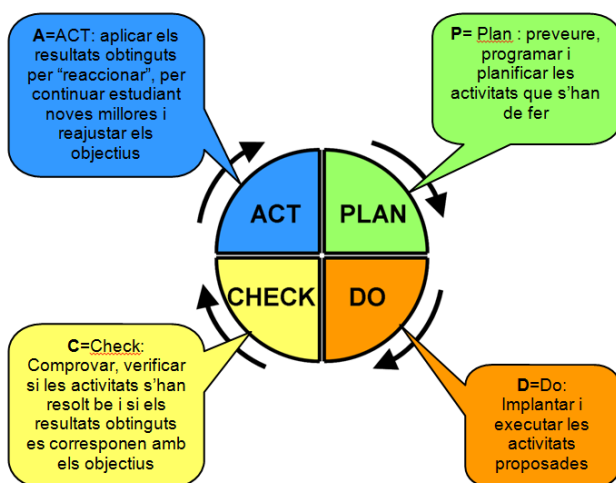 A=ACT: aplicar els
resultats obtinguts
per “reaccionar”, per
continuar estudiant
noves millores i
reajustar els
objectius
P= Plan : preveure,
programar i
planificar les
activitats que s’han
de fer
ACT
PLAN
CHECK
DO
C=Check:
Comprovar, verificar
si les activitats s’han
resolt be i si els
resultats obtinguts
es corresponen amb
els objectius
D=Do:
Implantar i
executar les
activitats
proposades